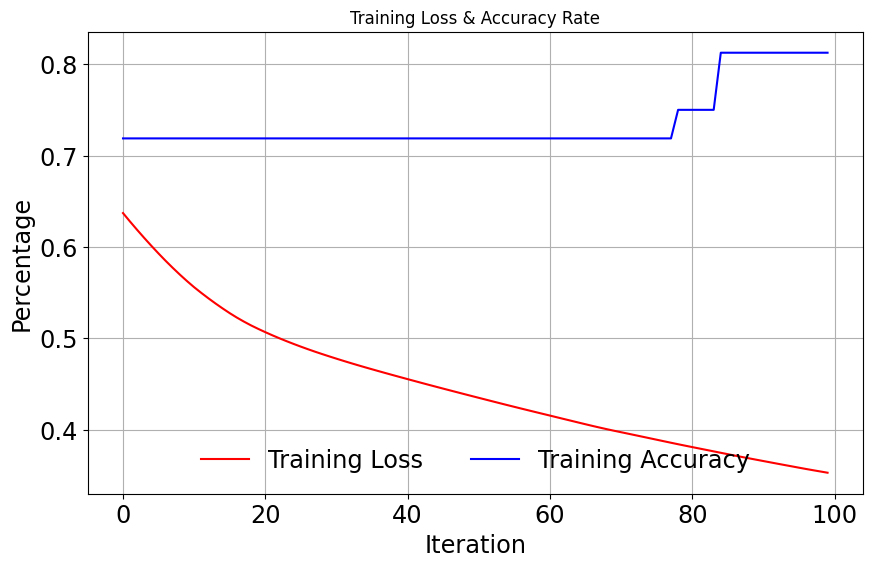 Training Loss & Accuracy Rate
Percentage
0.8
0.7
0.6
0.5
0.4
Training Loss
Training Accuracy
0 20 40 60 80 100
Iteration